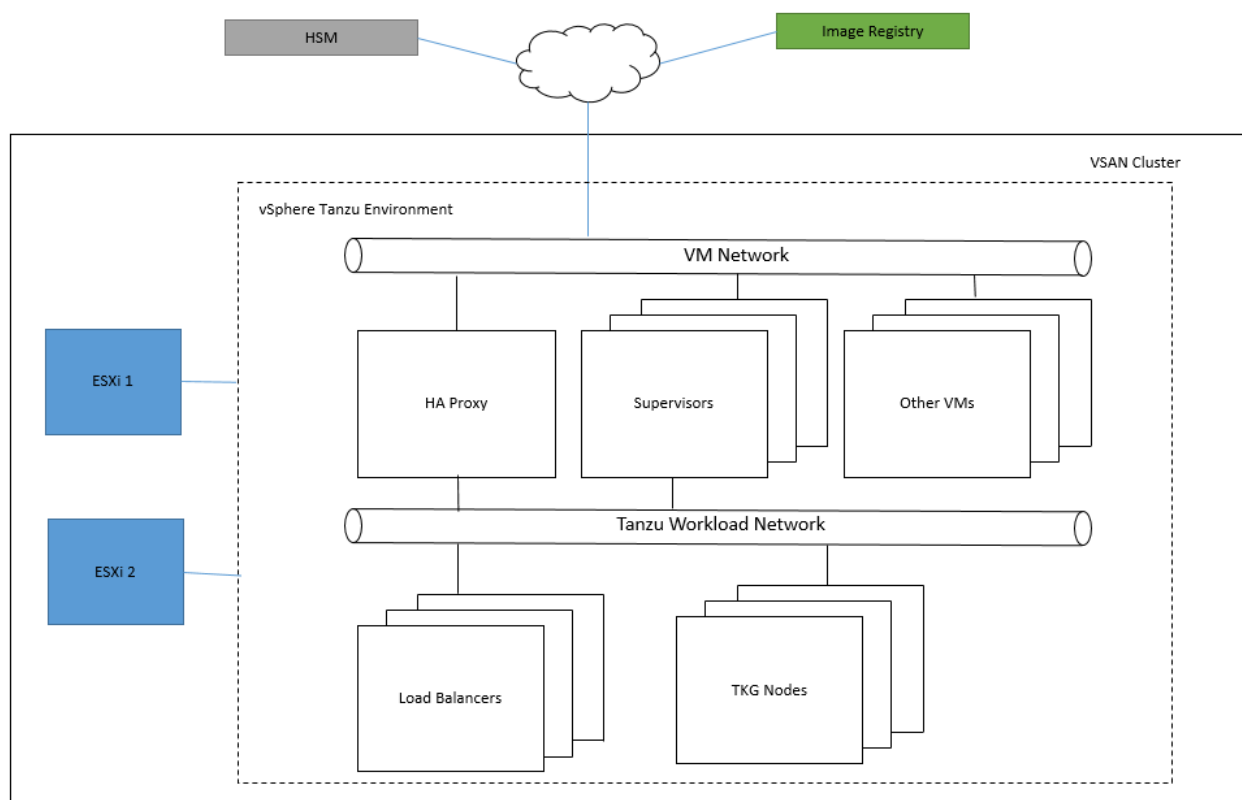 HSM
Image Registry
VSAN Cluster
vSphere Tanzu Environment
VM Network
ESXi 1
HA Proxy
Supervisors
Other VMs
Tanzu Workload Network
ESXi 2
Load Balancers
TKG Nodes